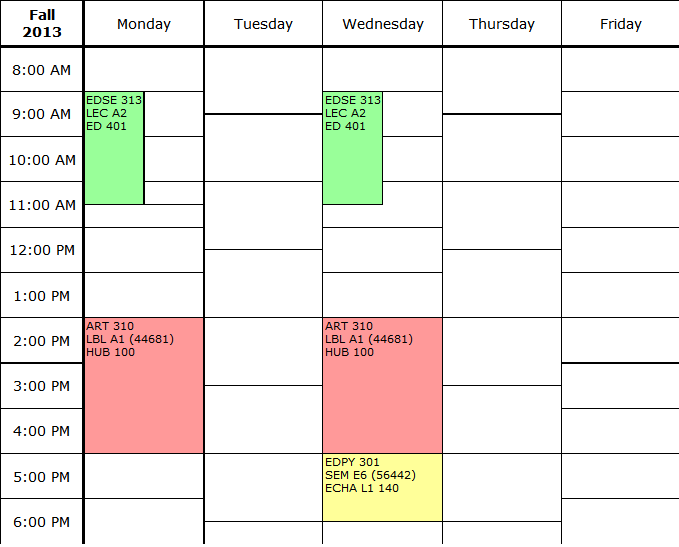 Fall
2013
Monday
Tuesday
Wednesday
Thursday
Friday
8:00 AM
9:00 AM
EDSE 313
LEC A2
ED 401
EDSE 313
LEC A2
ED 401
10:00 AM
11:00 AM
12:00 PM
1:00 PM
2:00 PM
ART 310
LBL A1 (44681)
HUB 100
ART 310
LBL A1 (44681)
HUB 100
3:00 PM
4:00 PM
5:00 PM
EDPY 301
SEM E6 (56442)
ECHA L1 140
6:00 PM